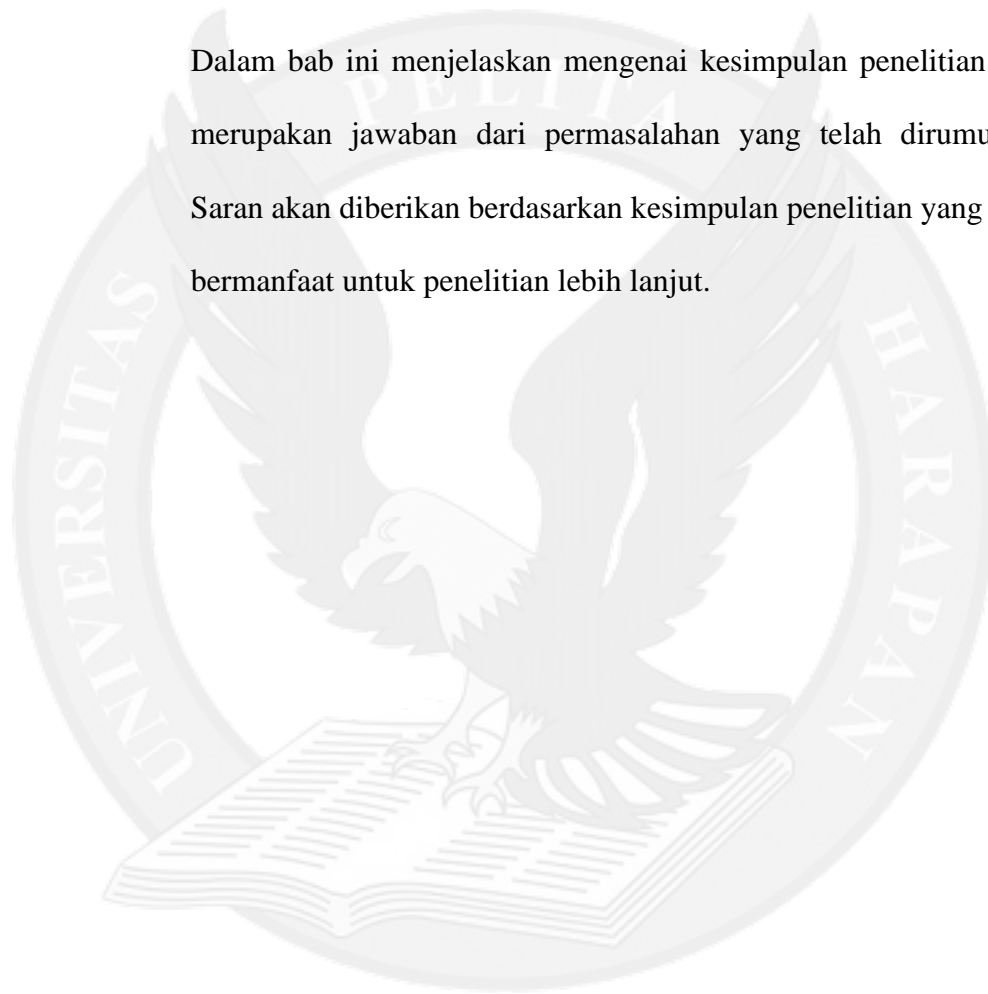 Dalam bab ini menjelaskan mengenai kesimpulan penelitian
merupakan jawaban dari permasalahan yang telah dirumu
Saran akan diberikan berdasarkan kesimpulan penelitian yang
bermanfaat untuk penelitian lebih lanjut.
UNIVERSITAS PELITA HARAPAN